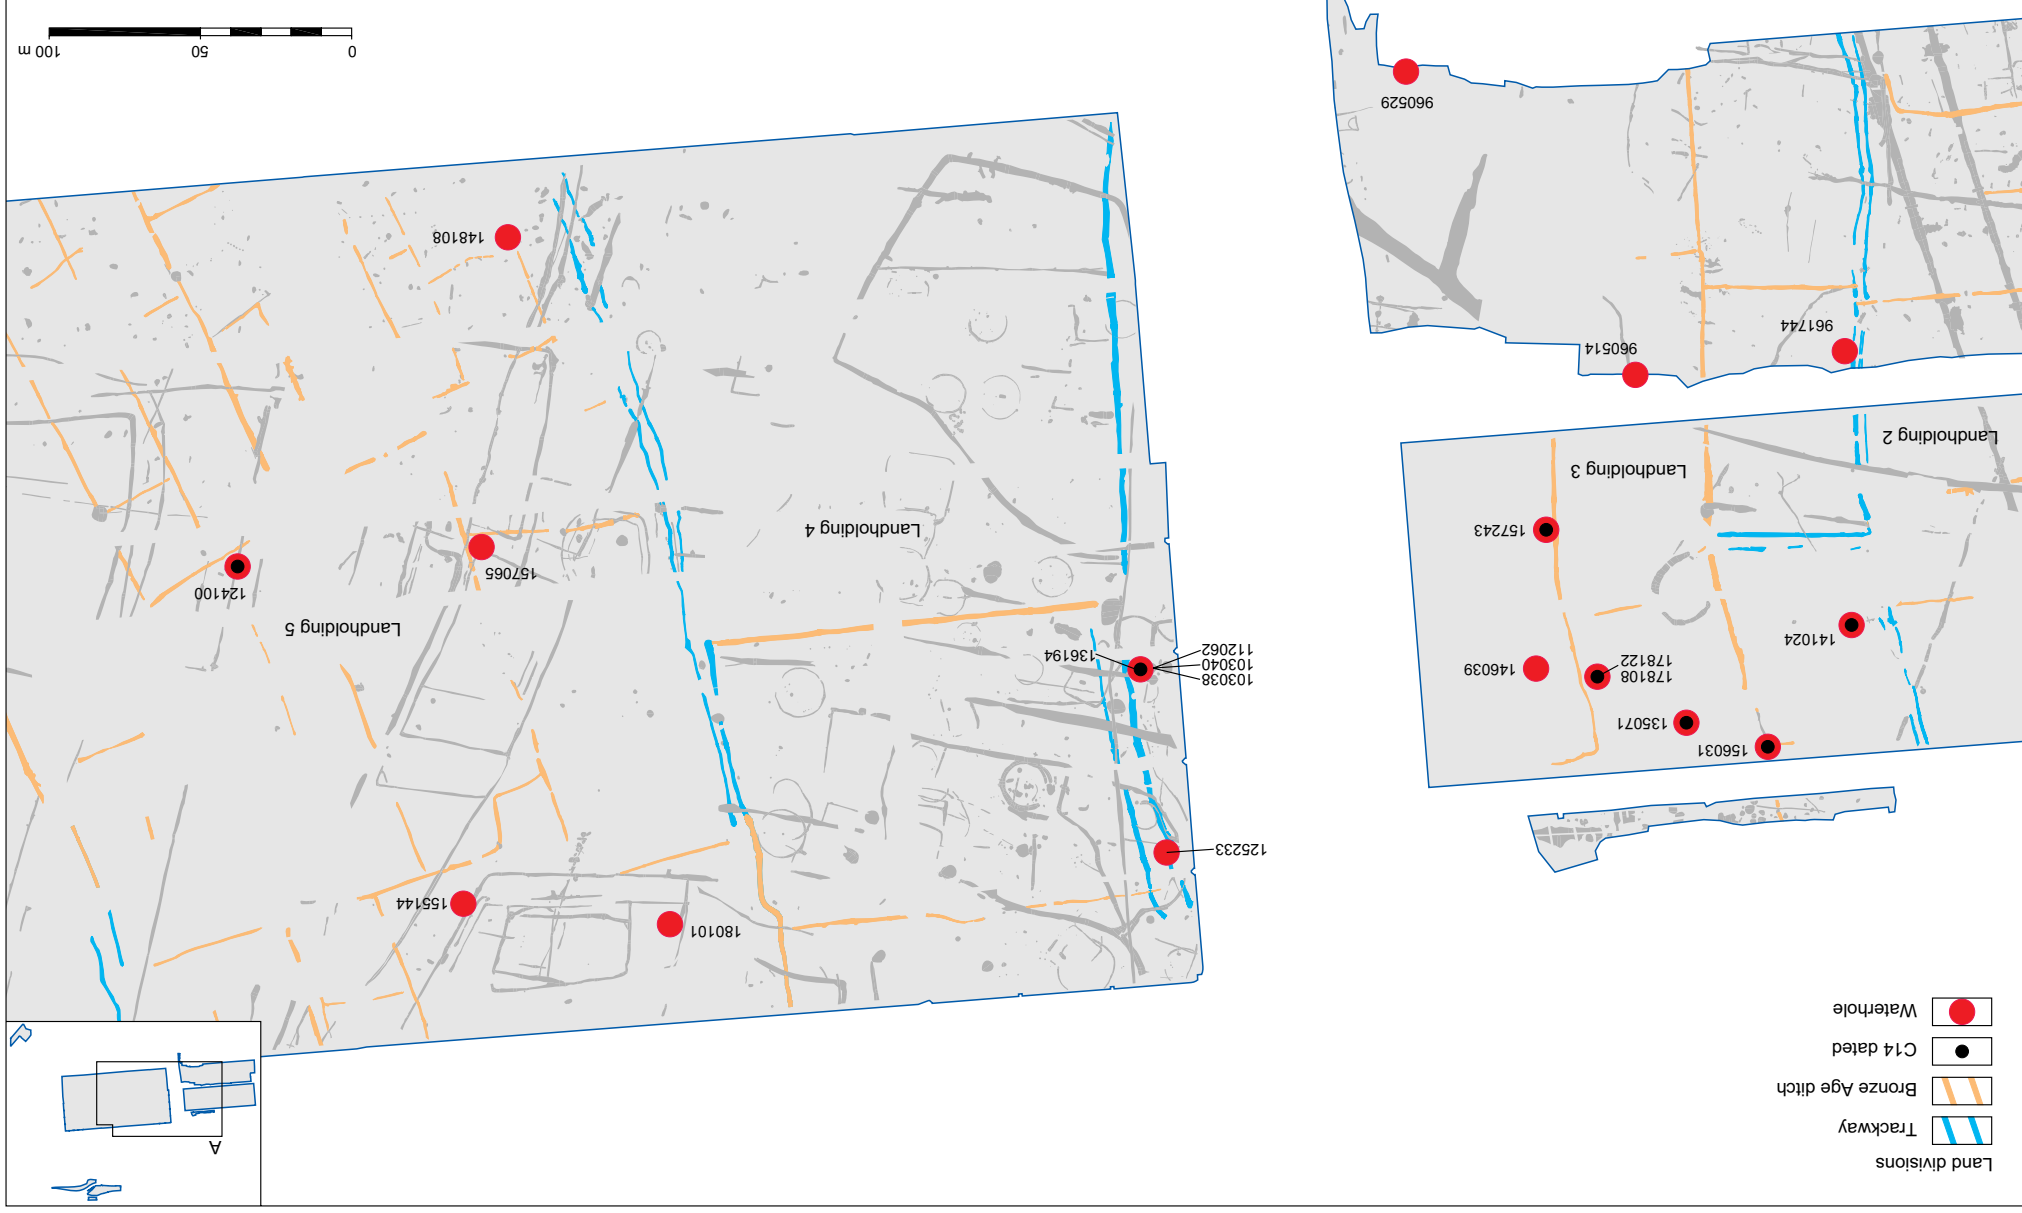 Land divisions
Trackway
Bronze Age ditch
C14 dated
Waterhole
A
125233
180101
155144
156031
135071
178108
178122
146039
141024
103038
103040
112062
136194
Landholding 5
124100
157065
157243
Landholding 4
Landholding 3
Landholding 2
960514
961744
148108
960529
0
50
100 m